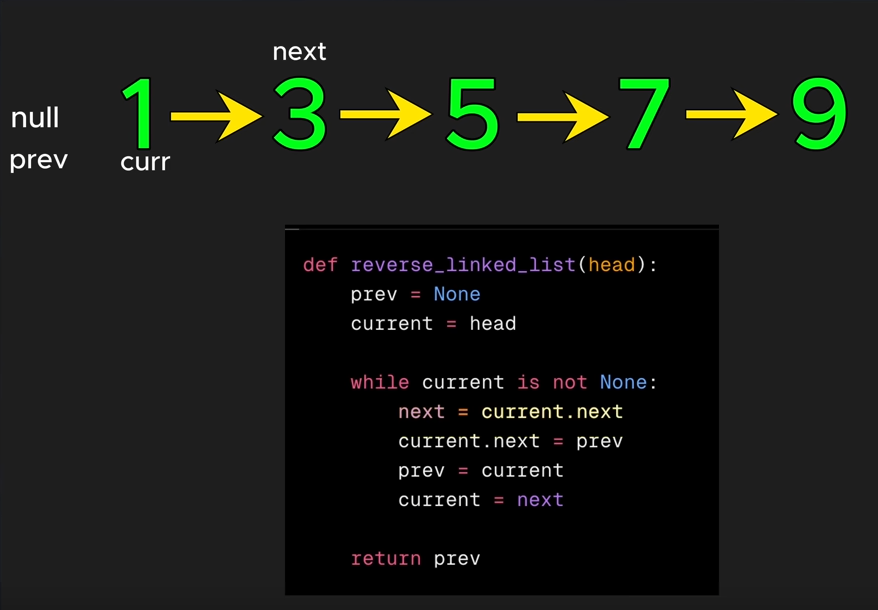 next
null 1 3 5 7 9
prev curr
def reverse_linked_list(head):
    prev = None
    current = head

    while current is not None:
        next = current.next
        current.next = prev
        prev = current
        current = next

    return prev